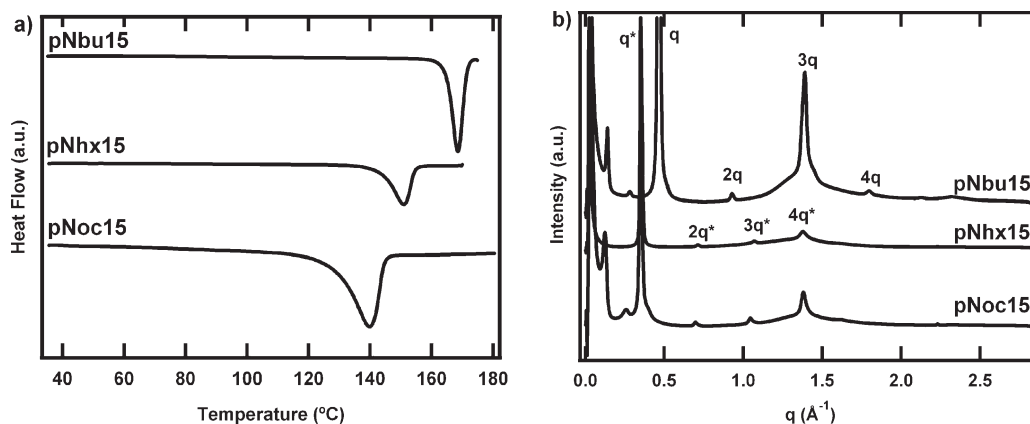 a)
pNbu15
pNhx15
pNoc15
Heat Flow (a.u.)
40 60 80 100 120 140 160 180
Temperature (ºC)
b)
q* q
3q
2q 4q
pNbu15
2q* 3q* 4q*
pNhx15
pNoc15
Intensity (a.u.)
0.0 0.5 1.0 1.5 2.0 2.5
q (Å-1)